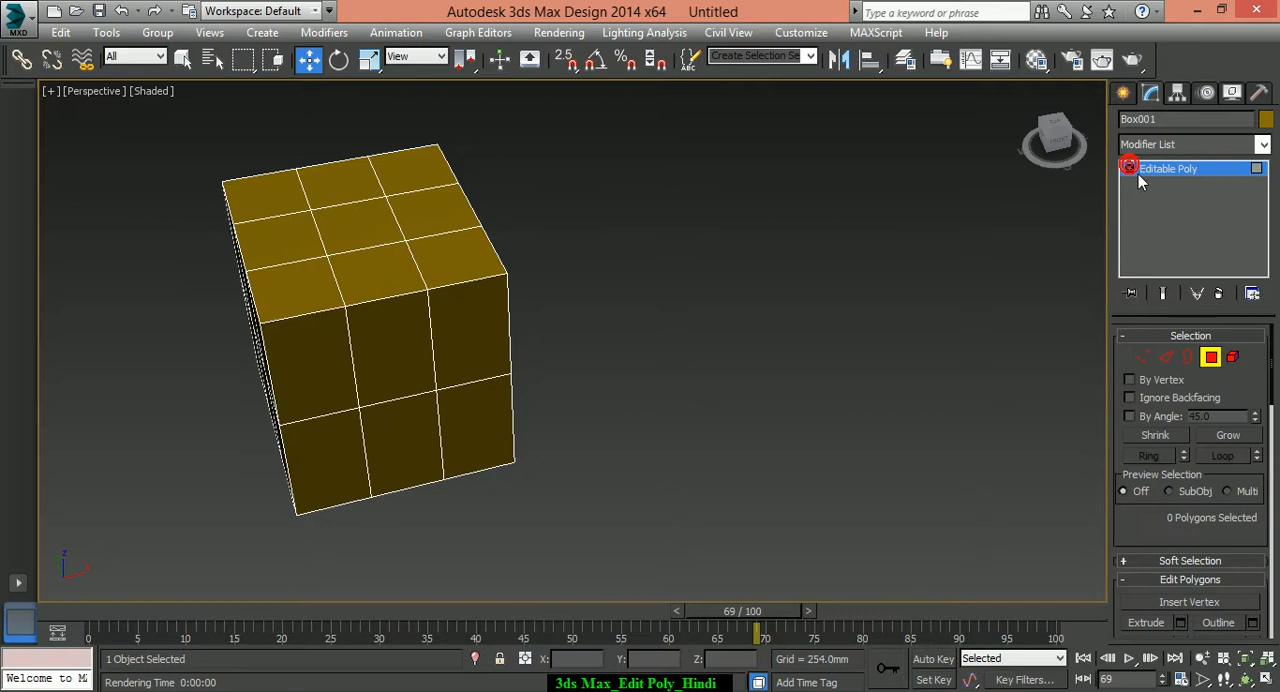 Workspace: Default
Autodesk 3ds Max Design 2014 x64
Untitled
Type a keyword or phrase
MXD
Edit
Tools
Group
Views
Create
Modifiers
Animation
Graph Editors
Rendering
Lighting Analysis
Civil View
Customize
MAXScript
Help
All
View
2.5
Create Selection Se
[+] [Perspective] [Shaded]
Box001
Modifier List
Editable Poly
Selection
By Vertex
Ignore Backfacing
By Angle: 45.0
Shrink
Grow
Ring
Loop
Preview Selection
Off
SubObj
Multi
0 Polygons Selected
Soft Selection
Edit Polygons
Insert Vertex
Extrude
Outline
z
x
< 69 / 100 >
0 5 10 15 20 25 30 35 40 45 50 55 60 65 70 75 80 85 90 95 100
1 Object Selected
X:
Y:
Z:
Grid = 254.0mm
Auto Key
Selected
Welcome to M
Rendering Time 0:00:00
3ds Max_Edit Poly_Hindi
Add Time Tag
Set Key
Key Filters...
69